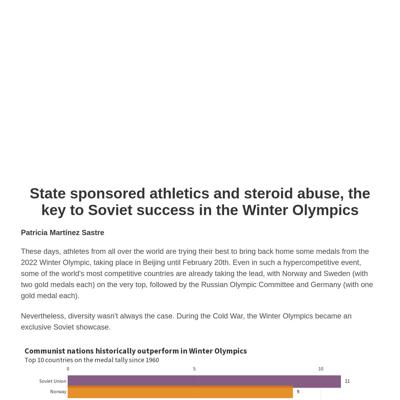 State sponsored athletics and steroid abuse, the
key to Soviet success in the Winter Olympics
Patricia Martínez Sastre
These days, athletes from all over the world are trying their best to bring back home some medals from the
2022 Winter Olympic, taking place in Beijing until February 20th. Even in such a hypercompetitive event,
some of the world's most competitive countries are already taking the lead, with Norway and Sweden (with
two gold medals each) on the very top, followed by the Russian Olympic Committee and Germany (with one
gold medal each).
Nevertheless, diversity wasn't always the case. During the Cold War, the Winter Olympics became an
exclusive Soviet showcase.
Communist nations historically outperform in Winter Olympics
Top 10 countries on the medal tally since 1960
0 5 10
Soviet Union 11
Norway 9